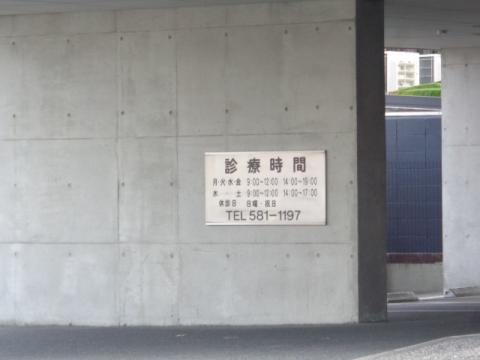 診療時間
月・火・水・金 9:00~12:00 14:00~19:00
木・土 9:00~12:00 14:00~17:00
休診日 日曜・祝日
TEL 581-1197